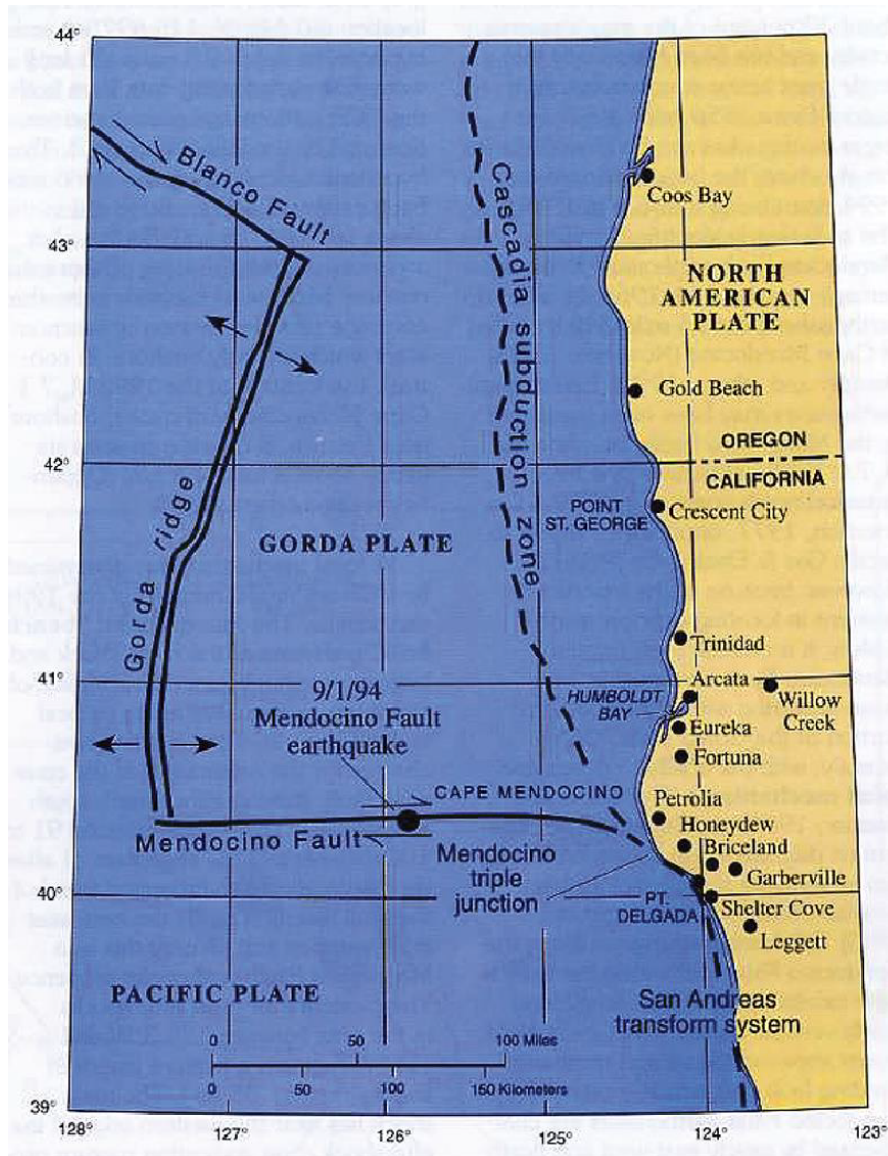 44°
Blanco Fault
Cascadia subduction zone
Coos Bay
43°
NORTH
AMERICAN
PLATE
Gold Beach
OREGON
42°
CALIFORNIA
POINT
ST. GEORGE
Crescent City
Gorda ridge
GORDA PLATE
Trinidad
41°
9/1/94
Mendocino Fault
earthquake
HUMBOLDT
BAY
Arcata
Willow
Creek
Eureka
Fortuna
CAPE MENDOCINO
Petrolia
Mendocino Fault
Honeydew
Briceland
Mendocino
triple
junction
Garberville
40°
PT.
DELGADA
Shelter Cove
Leggett
PACIFIC PLATE
San Andreas
transform system
0 50 100 Miles
0 50 100 150 Kilometers
39°
128° 127° 126° 125° 124° 123°